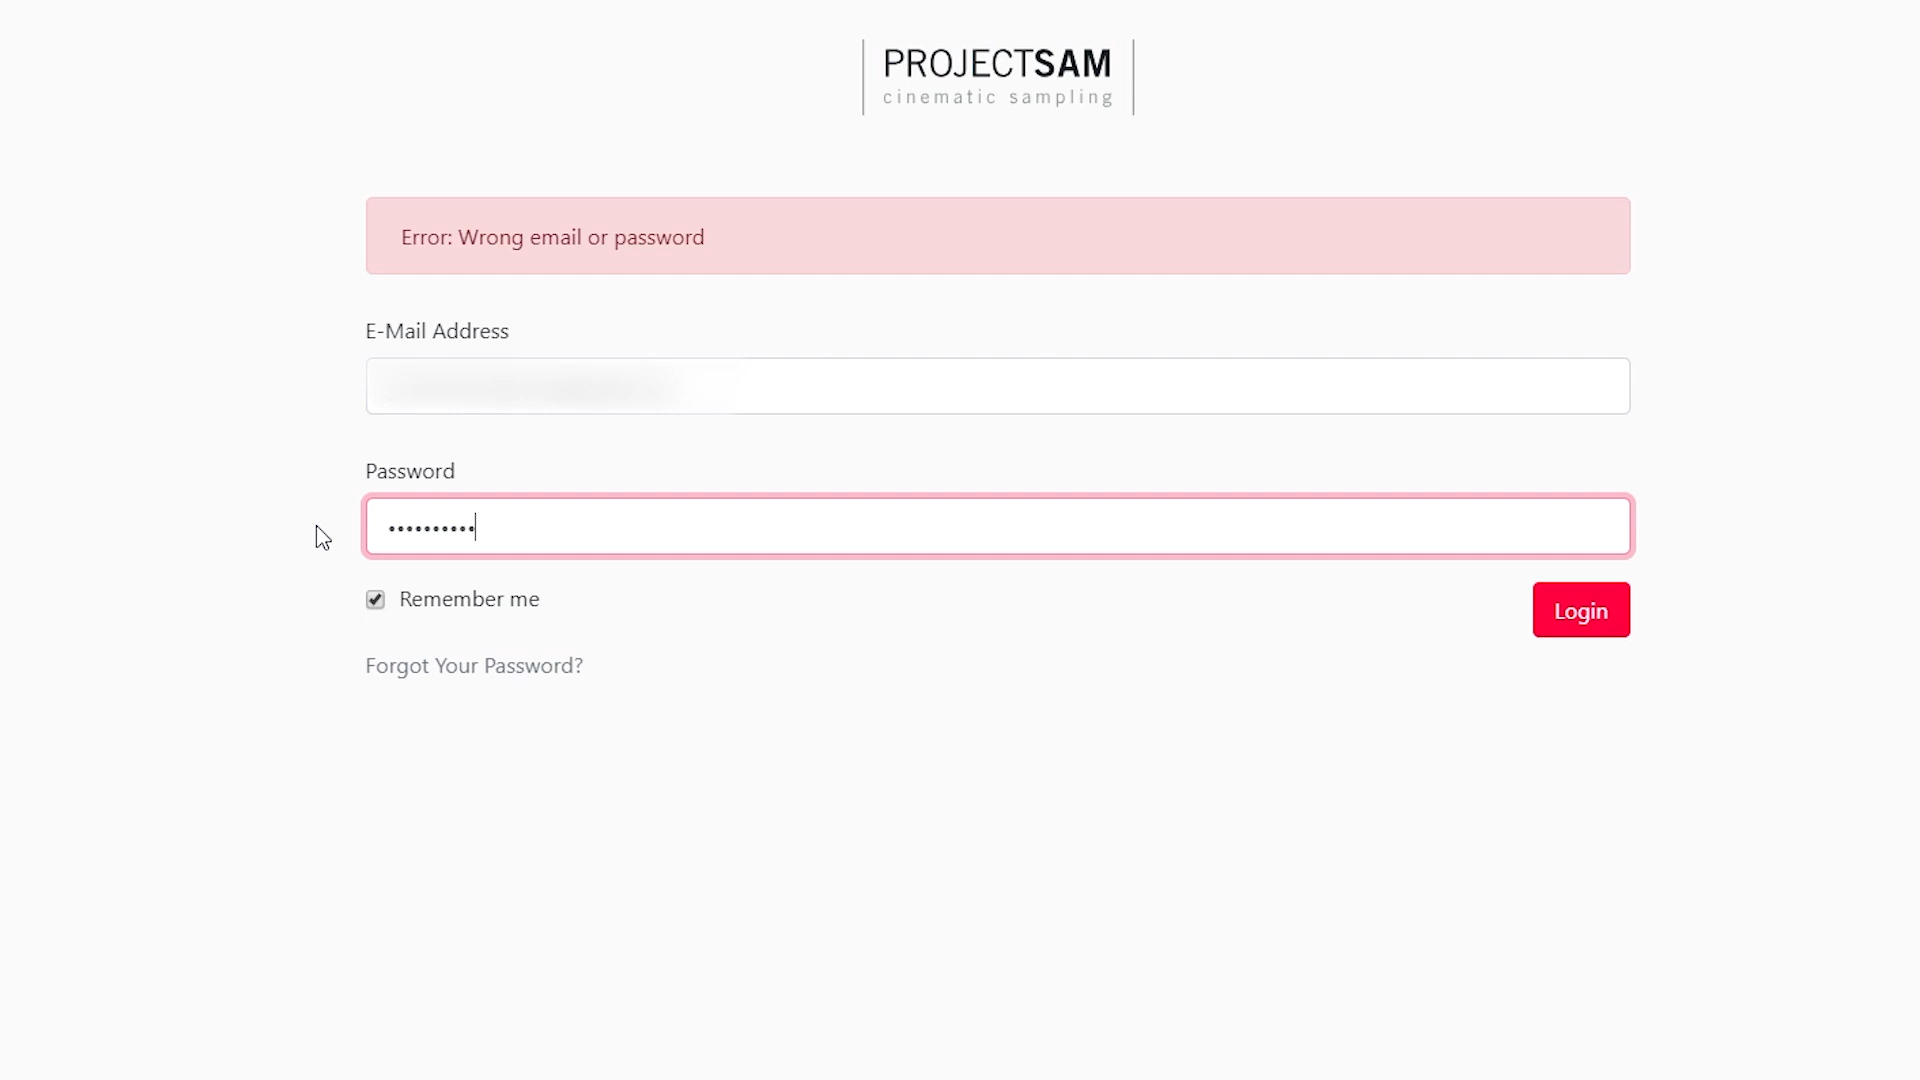 PROJECTSAM
cinematic sampling
Error: Wrong email or password
E-Mail Address
Password
••••••••••
Remember me
Login
Forgot Your Password?